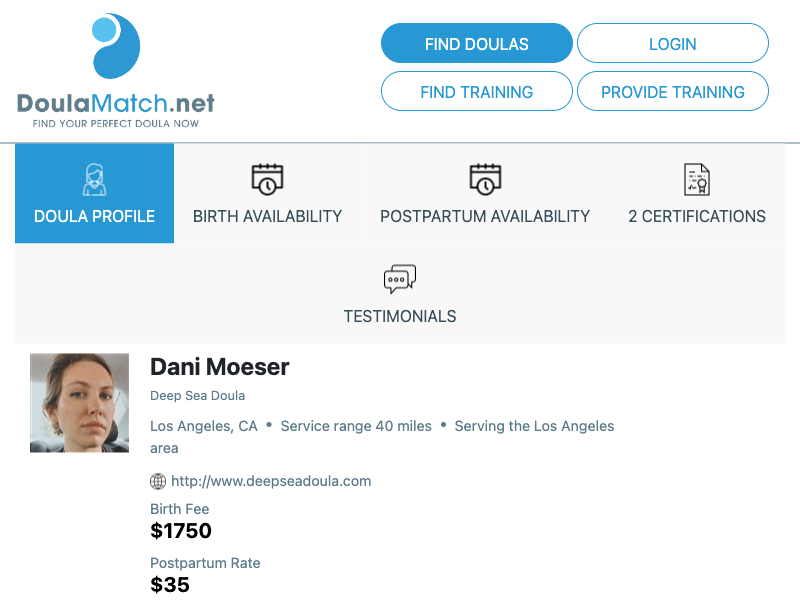 DoulaMatch.net
FIND YOUR PERFECT DOULA NOW
FIND DOULAS
LOGIN
FIND TRAINING
PROVIDE TRAINING
DOULA PROFILE
BIRTH AVAILABILITY
POSTPARTUM AVAILABILITY
2 CERTIFICATIONS
TESTIMONIALS
Dani Moeser
Deep Sea Doula
Los Angeles, CA • Service range 40 miles • Serving the Los Angeles
area
http://www.deepseadoula.com
Birth Fee
$1750
Postpartum Rate
$35